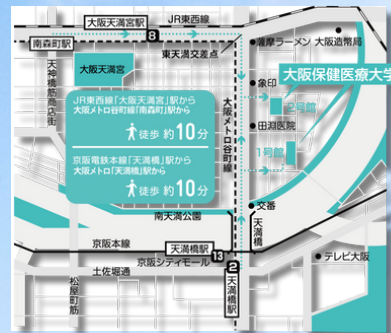 大阪天満宮駅
JR東西線
南森町駅
8
東天満交差点
薩摩ラーメン
大阪造幣局
大阪天満宮
天神橋筋商店街
象印
大阪保健医療大学
2号館
JR東西線「大阪天満宮」駅から
大阪メトロ谷町線「南森町」駅から
徒歩 約10分
京阪電鉄本線「天満橋」駅から
大阪メトロ「天満橋」駅から
徒歩 約10分
大阪メトロ谷町線
田淵医院
1号館
交番
南天満公園
天満橋
京阪本線
天満橋駅
13
京阪シティモール
2
テレビ大阪
土佐堀通
松屋町筋
天満橋駅